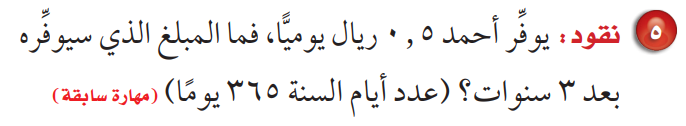 ٥ نقود: يوفِّر أحمد ٠,٥ ريال يوميًّا، فما المبلغ الذي سيوفِّره
بعد ٣ سنوات؟ (عدد أيام السنة ٣٦٥ يومًا) (مهارة سابقة)